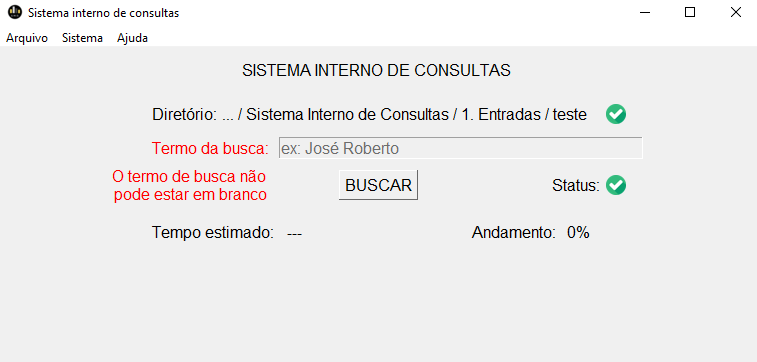 Sistema interno de consultas
Arquivo Sistema Ajuda
SISTEMA INTERNO DE CONSULTAS
Diretório: ... / Sistema Interno de Consultas / 1. Entradas / teste
Termo da busca: ex: José Roberto
O termo de busca não
pode estar em branco
BUSCAR
Status:
Tempo estimado: --- Andamento: 0%